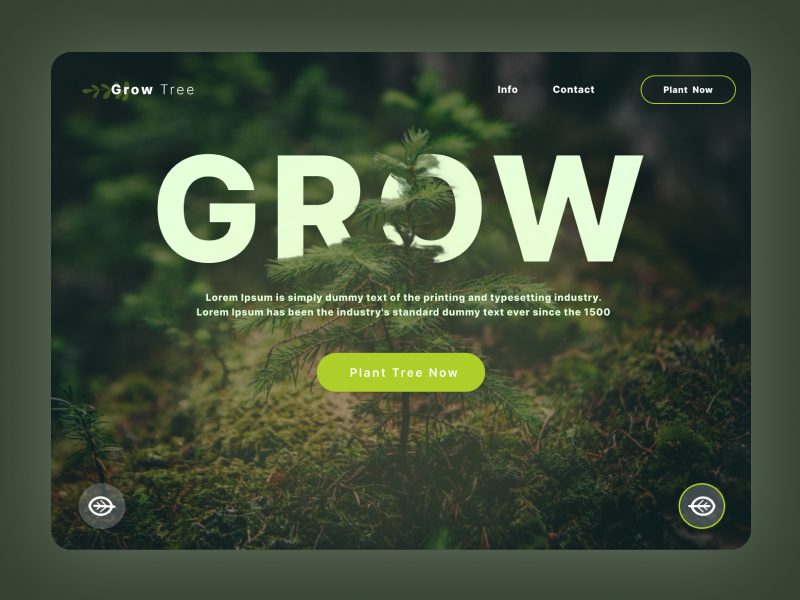 Grow Tree
Info
Contact
Plant Now
GROW
Lorem Ipsum is simply dummy text of the printing and typesetting industry.
Lorem Ipsum has been the industry's standard dummy text ever since the 1500
Plant Tree Now